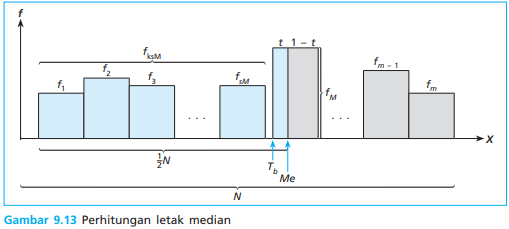 f
t 1 – t
f_ksM
f_1 f_2 f_3 f_sM f_M f_{m – 1} f_m
. . . . . .
X
½N T_b Me
N
Gambar 9.13 Perhitungan letak median